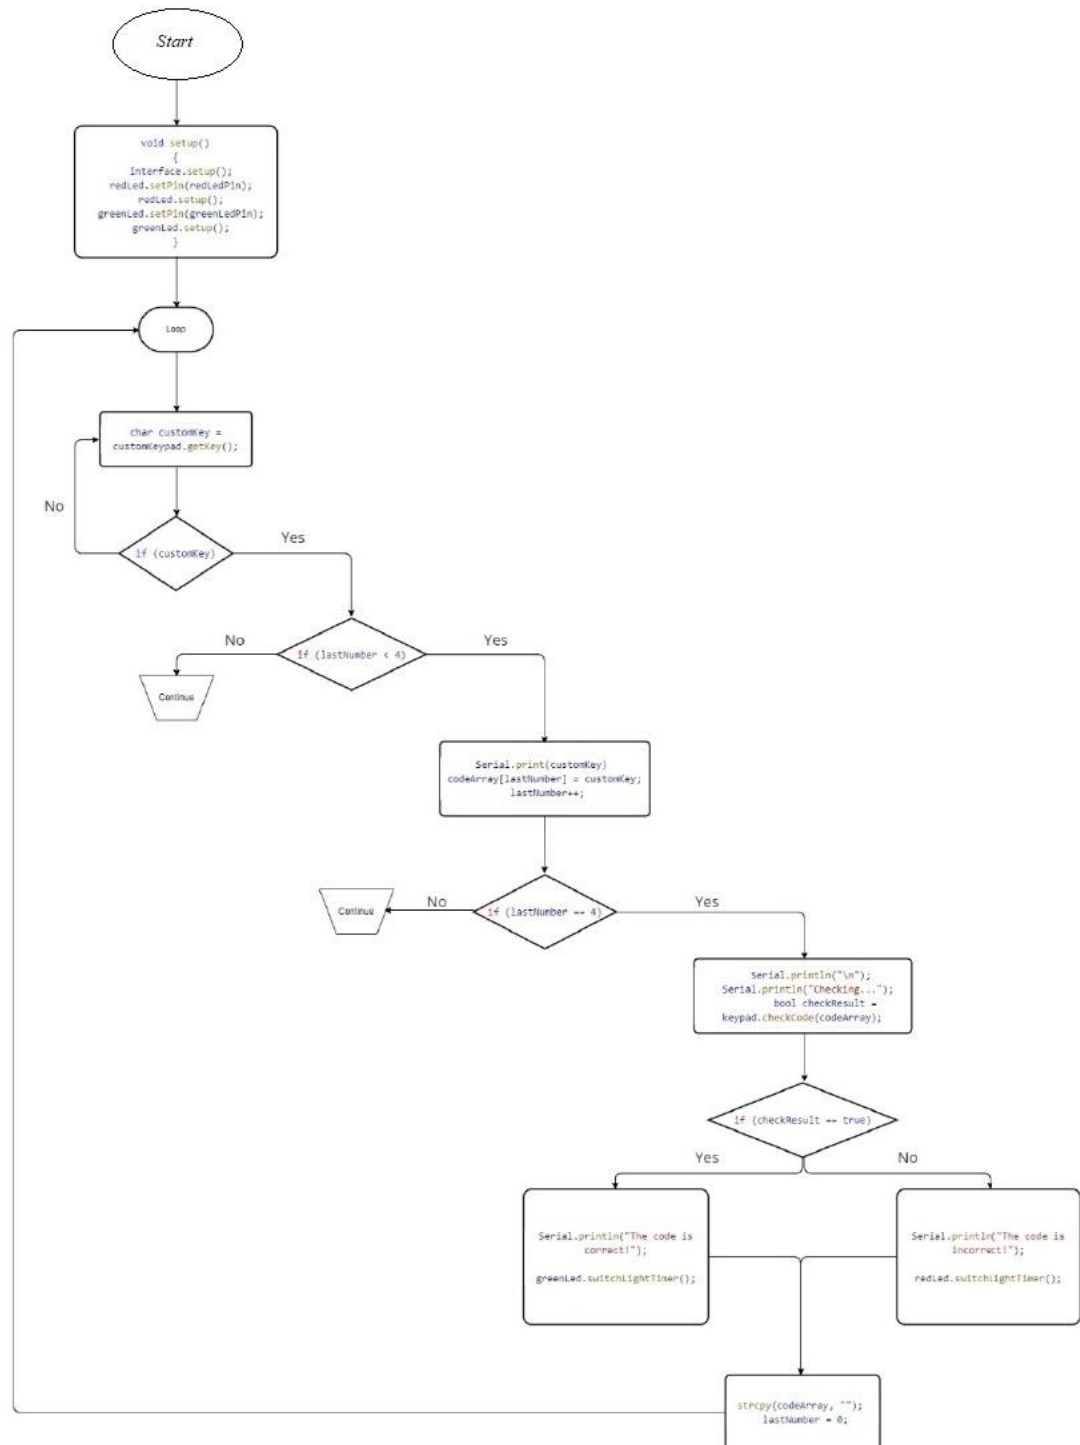 Start
void setup()
{
interface.setup();
redLed.setPin(redLedPin);
redLed.setup();
greenLed.setPin(greenLedPin);
greenLed.setup();
}
Loop
char customKey =
customKeypad.getKey();
No
if (customKey)
Yes
No
if (lastNumber < 4)
Yes
Continue
Serial.print(customKey)
codeArray[lastNumber] = customKey;
lastNumber++;
Continue
No
if (lastNumber == 4)
Yes
Serial.println("\n");
Serial.println("Checking...");
bool checkResult =
keypad.checkCode(codeArray);
if (checkResult == true)
Yes
No
Serial.println("The code is
correct!");
greenLed.switchLightTimer();
Serial.println("The code is
incorrect!");
redLed.switchLightTimer();
strcpy(codeArray, "");
lastNumber = 0;